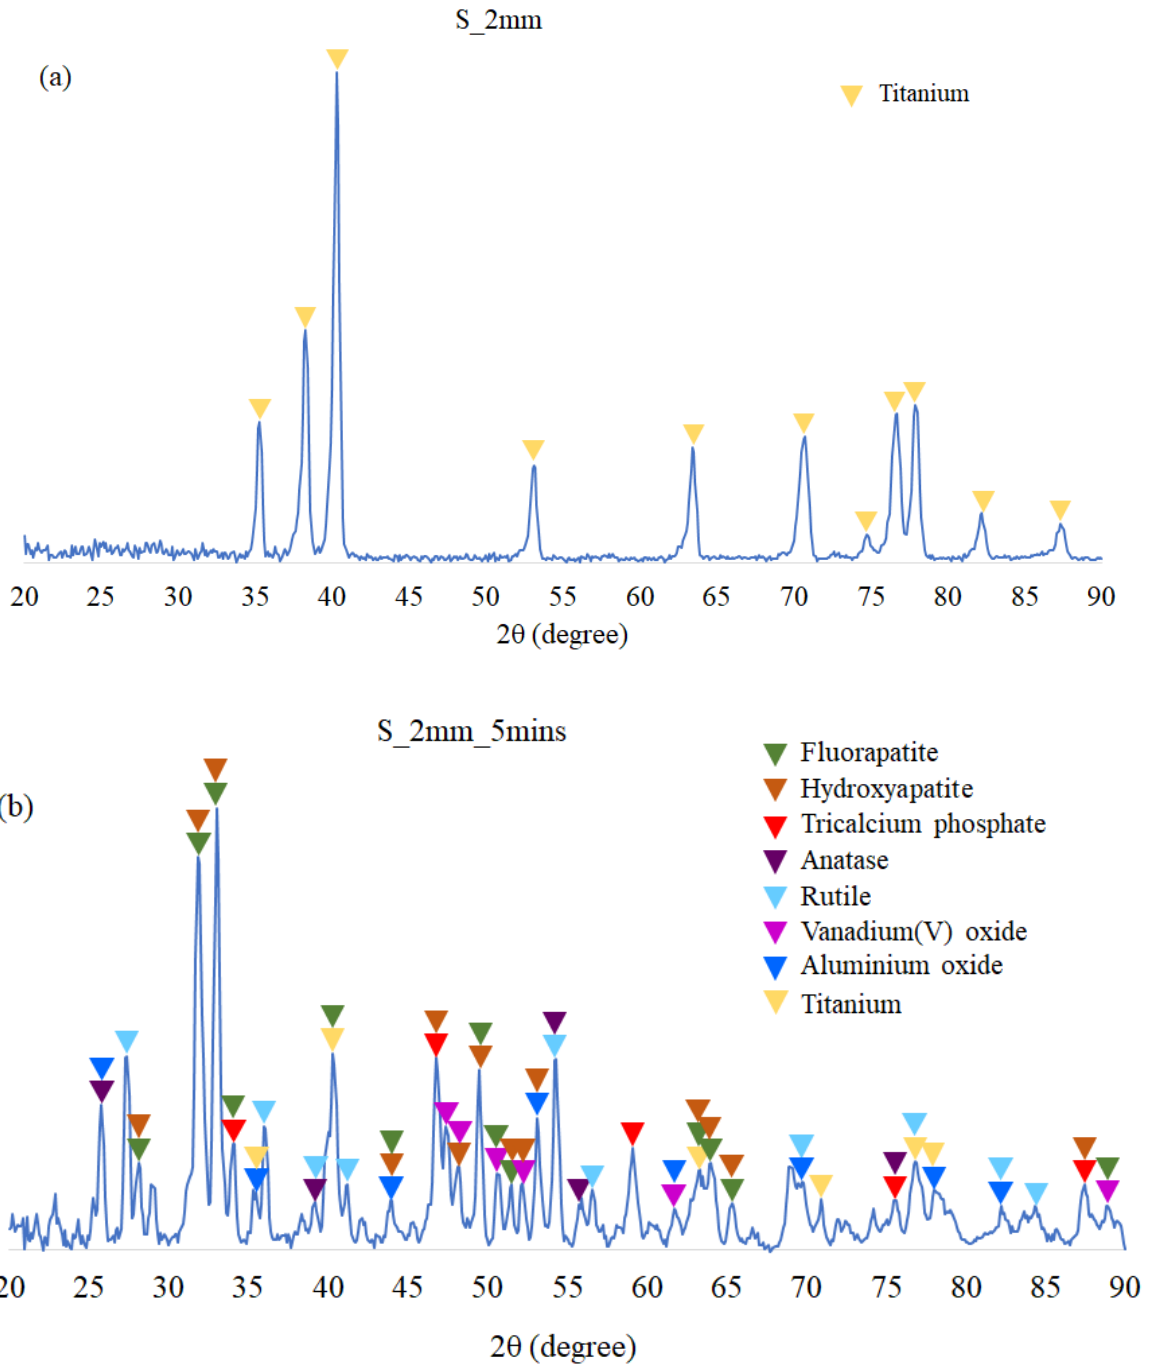 S_2mm
(a)
Titanium
20 25 30 35 40 45 50 55 60 65 70 75 80 85 90
2θ (degree)
S_2mm_5mins
(b)
Fluorapatite
Hydroxyapatite
Tricalcium phosphate
Anatase
Rutile
Vanadium(V) oxide
Aluminium oxide
Titanium
20 25 30 35 40 45 50 55 60 65 70 75 80 85 90
2θ (degree)